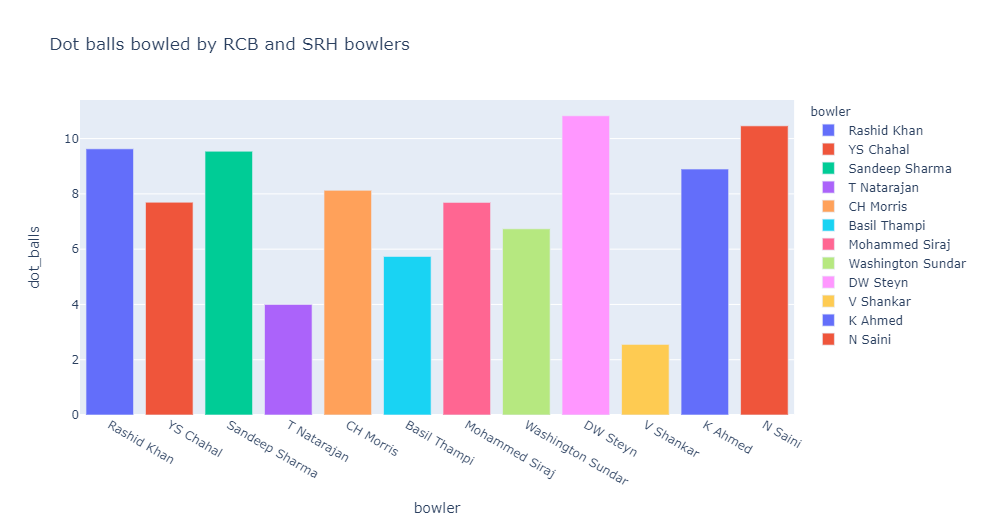 Dot balls bowled by RCB and SRH bowlers
dot_balls
10
8
6
4
2
0
Rashid Khan
YS Chahal
Sandeep Sharma
T Natarajan
CH Morris
Basil Thampi
Mohammed Siraj
Washington Sundar
DW Steyn
V Shankar
K Ahmed
N Saini
bowler
bowler
Rashid Khan
YS Chahal
Sandeep Sharma
T Natarajan
CH Morris
Basil Thampi
Mohammed Siraj
Washington Sundar
DW Steyn
V Shankar
K Ahmed
N Saini